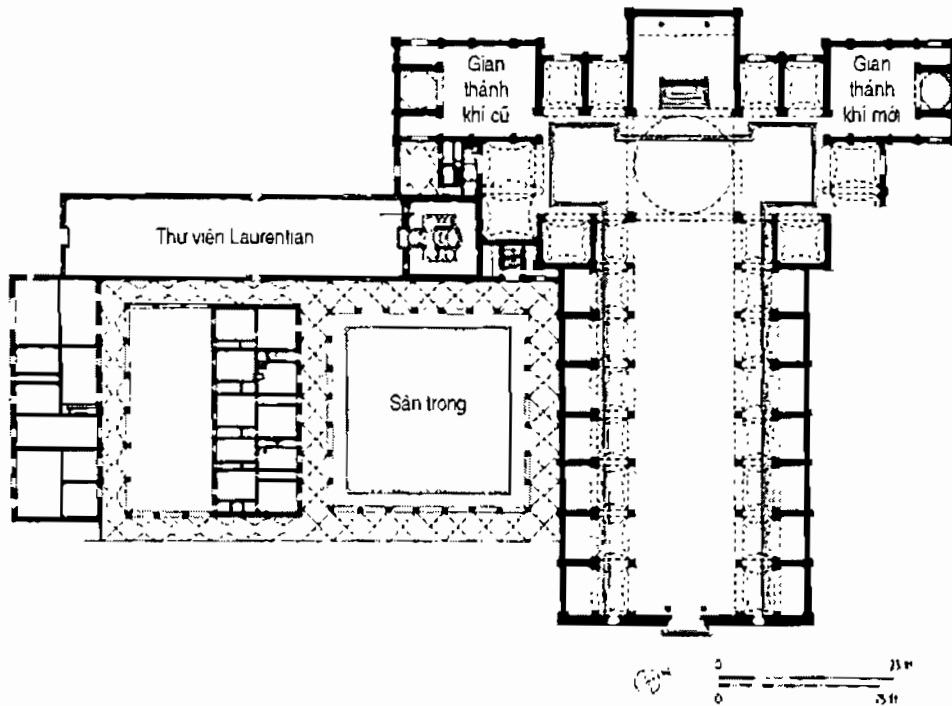 Gian
thánh
khí cũ
Gian
thánh
khí mới
Thư viện Laurentian
Sân trong
0
0